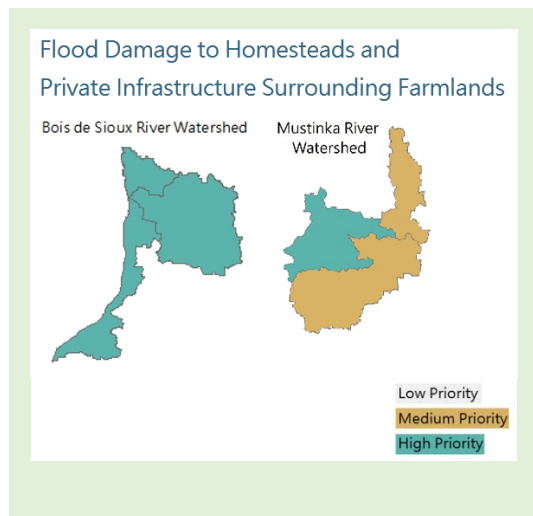 Flood Damage to Homesteads and
Private Infrastructure Surrounding Farmlands
Bois de Sioux River Watershed
Mustinka River
Watershed
Low Priority
Medium Priority
High Priority